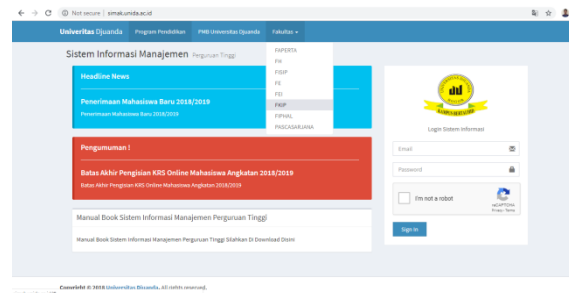 Not secure | simak.unida.ac.id
Univeritas Djuanda Program Pendidikan PMB Universitas Djuanda Fakultas
Sistem Informasi Manajemen Perguruan Tinggi
PAPERTA
FH
FISIP
FE
FEI
FKIP
FIPHAL
PASCASARJANA
Headline News
Penerimaan Mahasiswa Baru 2018/2019
Penerimaan Mahasiswa Baru 2018/2019
Pengumuman !
Batas Akhir Pengisian KRS Online Mahasiswa Angkatan 2018/2019
Batas Akhir Pengisian KRS Online Mahasiswa Angkatan 2018/2019
Manual Book Sistem Informasi Manajemen Perguruan Tinggi
Manual Book Sistem Informasi Manajemen Perguruan Tinggi Silahkan Di Download Disini
Login Sistem Informasi
Email
Password
I'm not a robot
reCAPTCHA
Privacy - Terms
Sign In
Copyright © 2018 Universitas Djuanda. All rights reserved.